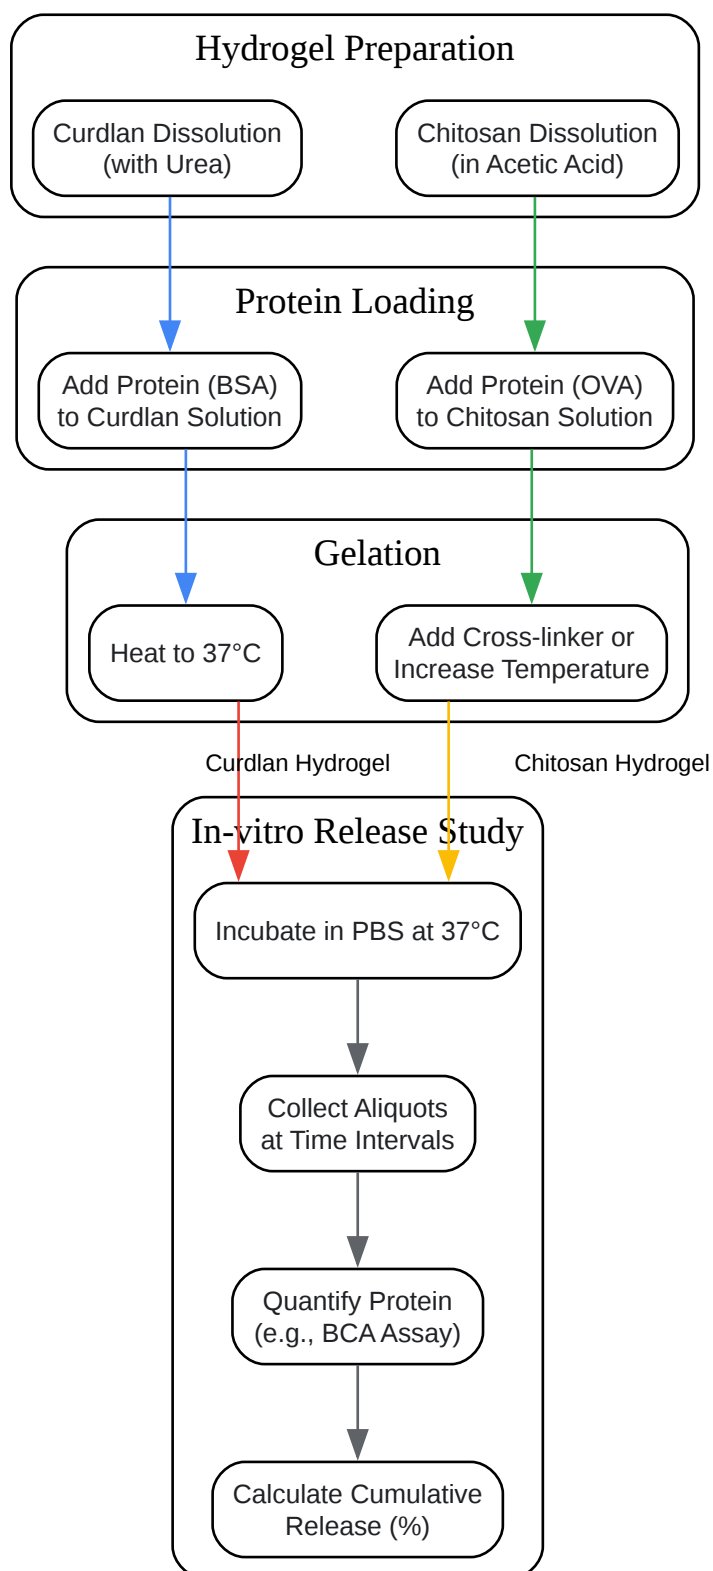 Hydrogel Preparation
Curdlan Dissolution
(with Urea)
Chitosan Dissolution
(in Acetic Acid)
Protein Loading
Add Protein (BSA)
to Curdlan Solution
Add Protein (OVA)
to Chitosan Solution
Gelation
Heat to 37°C
Add Cross-linker or
Increase Temperature
Curdlan Hydrogel
Chitosan Hydrogel
In-vitro Release Study
Incubate in PBS at 37°C
Collect Aliquots
at Time Intervals
Quantify Protein
(e.g., BCA Assay)
Calculate Cumulative
Release (%)